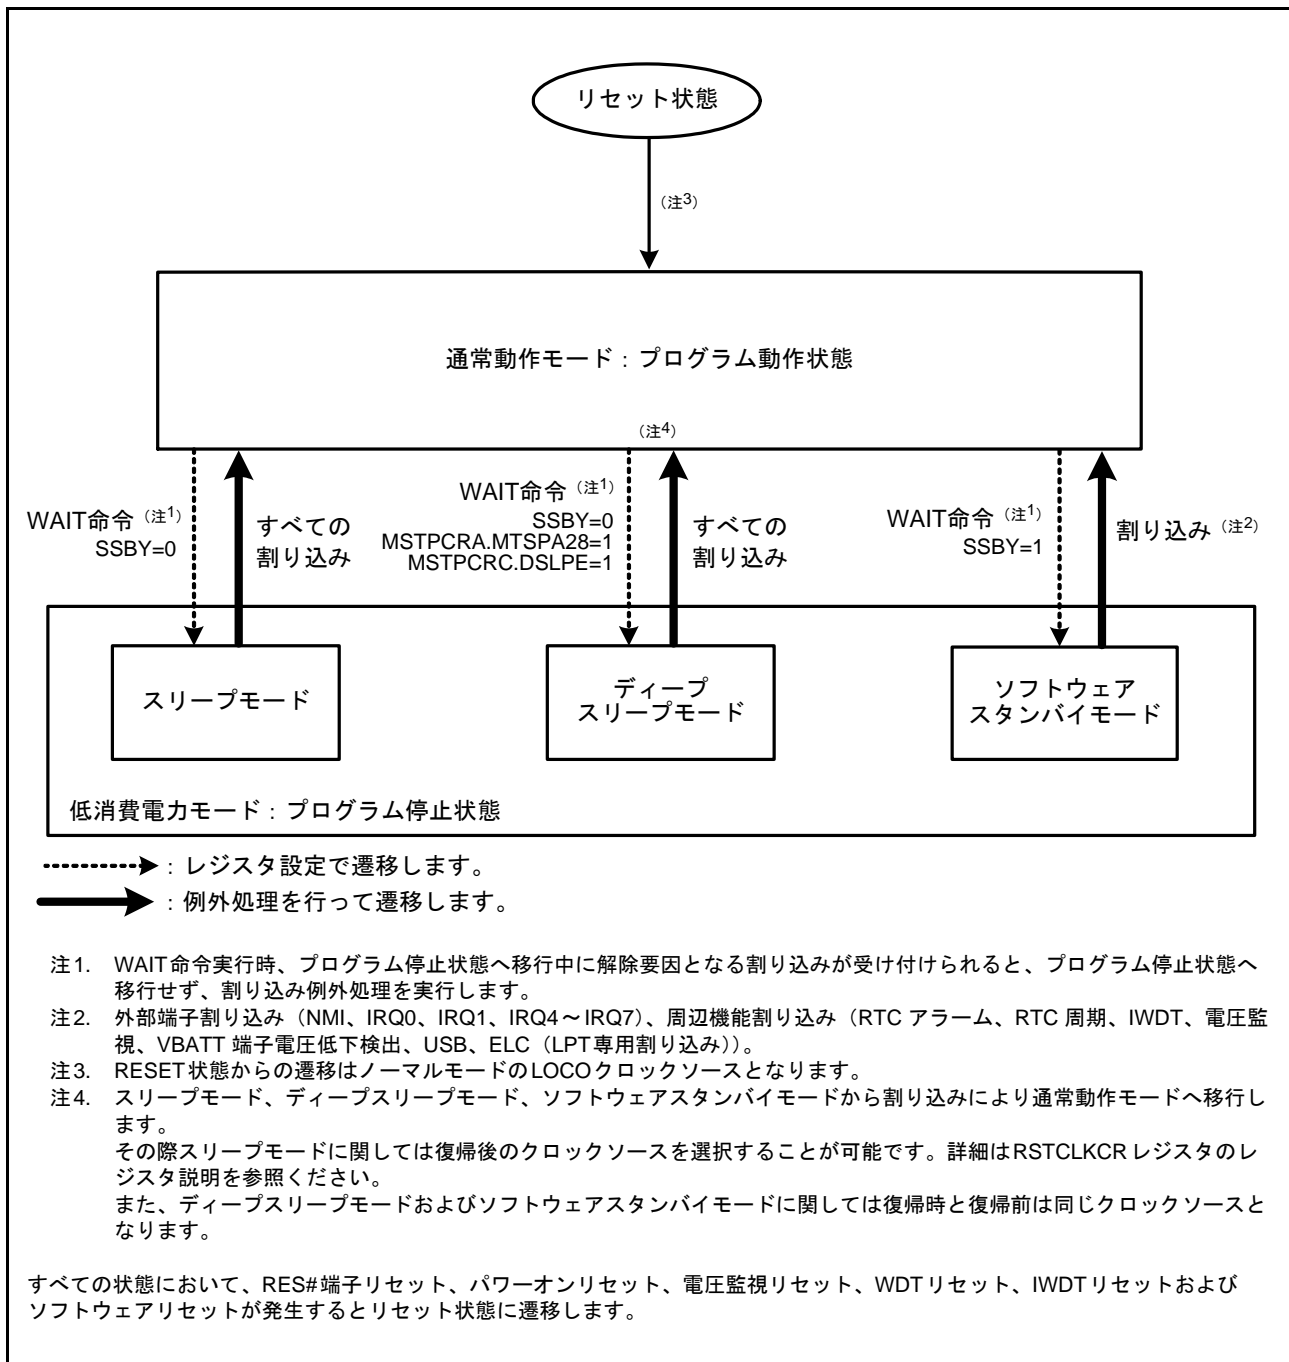 リセット状態
（注3）
通常動作モード：プログラム動作状態
（注4）
WAIT命令（注1）
SSBY=0
すべての
割り込み
WAIT命令（注1）
SSBY=0
MSTPCRA.MTSPA28=1
MSTPCRC.DSLPE=1
すべての
割り込み
WAIT命令（注1）
SSBY=1
割り込み（注2）
スリープモード
ディープ
スリープモード
ソフトウェア
スタンバイモード
低消費電力モード：プログラム停止状態
：レジスタ設定で遷移します。
：例外処理を行って遷移します。
注1. WAIT命令実行時、プログラム停止状態へ移行中に解除要因となる割り込みが受け付けられると、プログラム停止状態へ
移行せず、割り込み例外処理を実行します。
注2. 外部端子割り込み（NMI、IRQ0、IRQ1、IRQ4～IRQ7）、周辺機能割り込み（RTC アラーム、RTC 周期、IWDT、電圧監
視、VBATT 端子電圧低下検出、USB、ELC（LPT専用割り込み））。
注3. RESET状態からの遷移はノーマルモードのLOCOクロックソースとなります。
注4. スリープモード、ディープスリープモード、ソフトウェアスタンバイモードから割り込みにより通常動作モードへ移行し
ます。
その際スリープモードに関しては復帰後のクロックソースを選択することが可能です。詳細はRSTCLKCRレジスタのレ
ジスタ説明を参照ください。
また、ディープスリープモードおよびソフトウェアスタンバイモードに関しては復帰時と復帰前は同じクロックソースと
なります。
すべての状態において、RES#端子リセット、パワーオンリセット、電圧監視リセット、WDTリセット、IWDTリセットおよび
ソフトウェアリセットが発生するとリセット状態に遷移します。